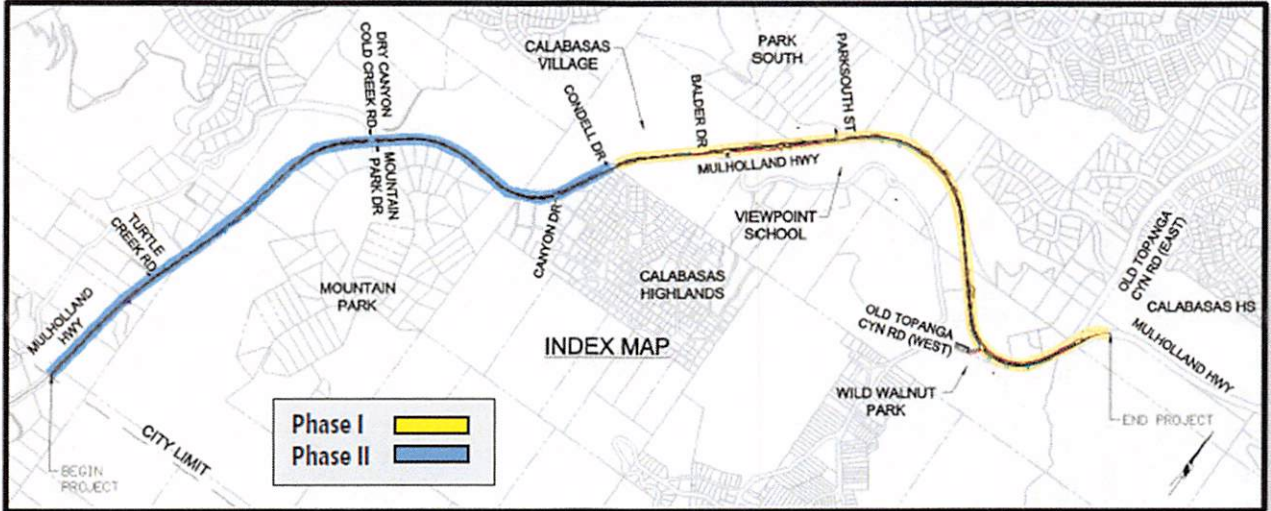 DRY CANYON
COLD CREEK RD
MOUNTAIN
PARK DR
CALABASAS
VILLAGE
CONDELL DR
BALDER DR
PARK
SOUTH
PARKSOUTH ST
MULHOLLAND HWY
VIEWPOINT
SCHOOL
TURTLE
CREEK RD
CANYON DR
MOUNTAIN
PARK
CALABASAS
HIGHLANDS
OLD TOPANGA
CYN RD (EAST)
CALABASAS HS
MULHOLLAND
HWY
INDEX MAP
OLD TOPANGA
CYN RD (WEST)
MULHOLLAND HWY
WILD WALNUT
PARK
Phase I
Phase II
CITY LIMIT
BEGIN
PROJECT
END PROJECT